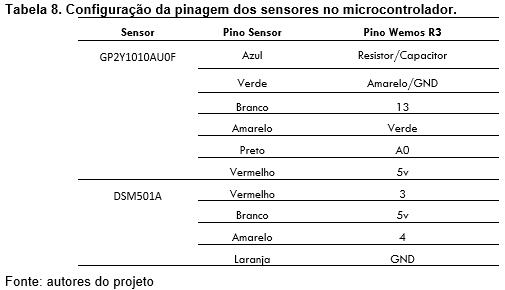 Tabela 8. Configuração da pinagem dos sensores no microcontrolador.
Sensor Pino Sensor Pino Wemos R3
GP2Y1010AU0F Azul Resistor/Capacitor
Verde Amarelo/GND
Branco 13
Amarelo Verde
Preto A0
Vermelho 5v
DSM501A Vermelho 3
Branco 5v
Amarelo 4
Laranja GND
Fonte: autores do projeto